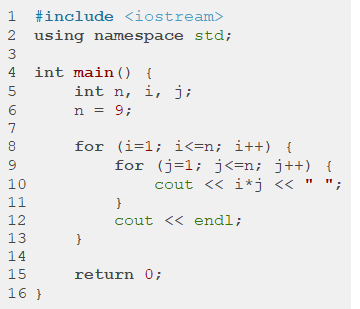 1 #include <iostream>
2 using namespace std;
3
4 int main() {
5     int n, i, j;
6     n = 9;
7
8     for (i=1; i<=n; i++) {
9         for (j=1; j<=n; j++) {
10             cout << i*j << " ";
11         }
12         cout << endl;
13     }
14
15     return 0;
16 }